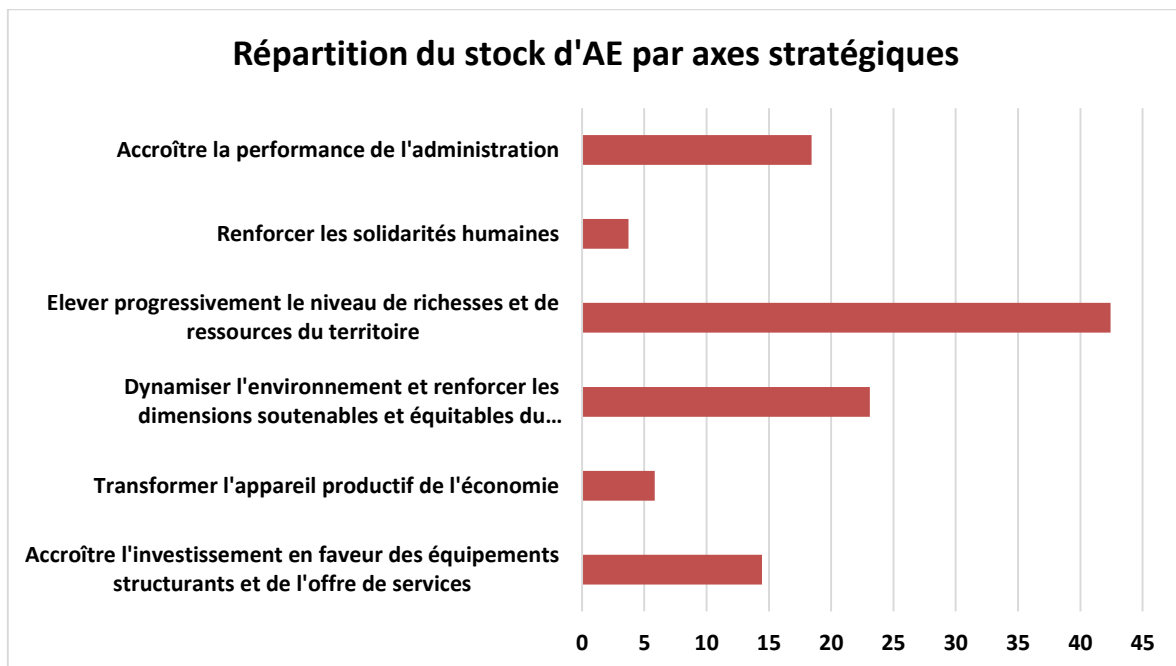 Répartition du stock d'AE par axes stratégiques
Accroître la performance de l'administration
Renforcer les solidarités humaines
Elever progressivement le niveau de richesses et de
ressources du territoire
Dynamiser l'environnement et renforcer les
dimensions soutenables et équitables du…
Transformer l'appareil productif de l'économie
Accroître l'investissement en faveur des équipements
structurants et de l'offre de services
0 5 10 15 20 25 30 35 40 45